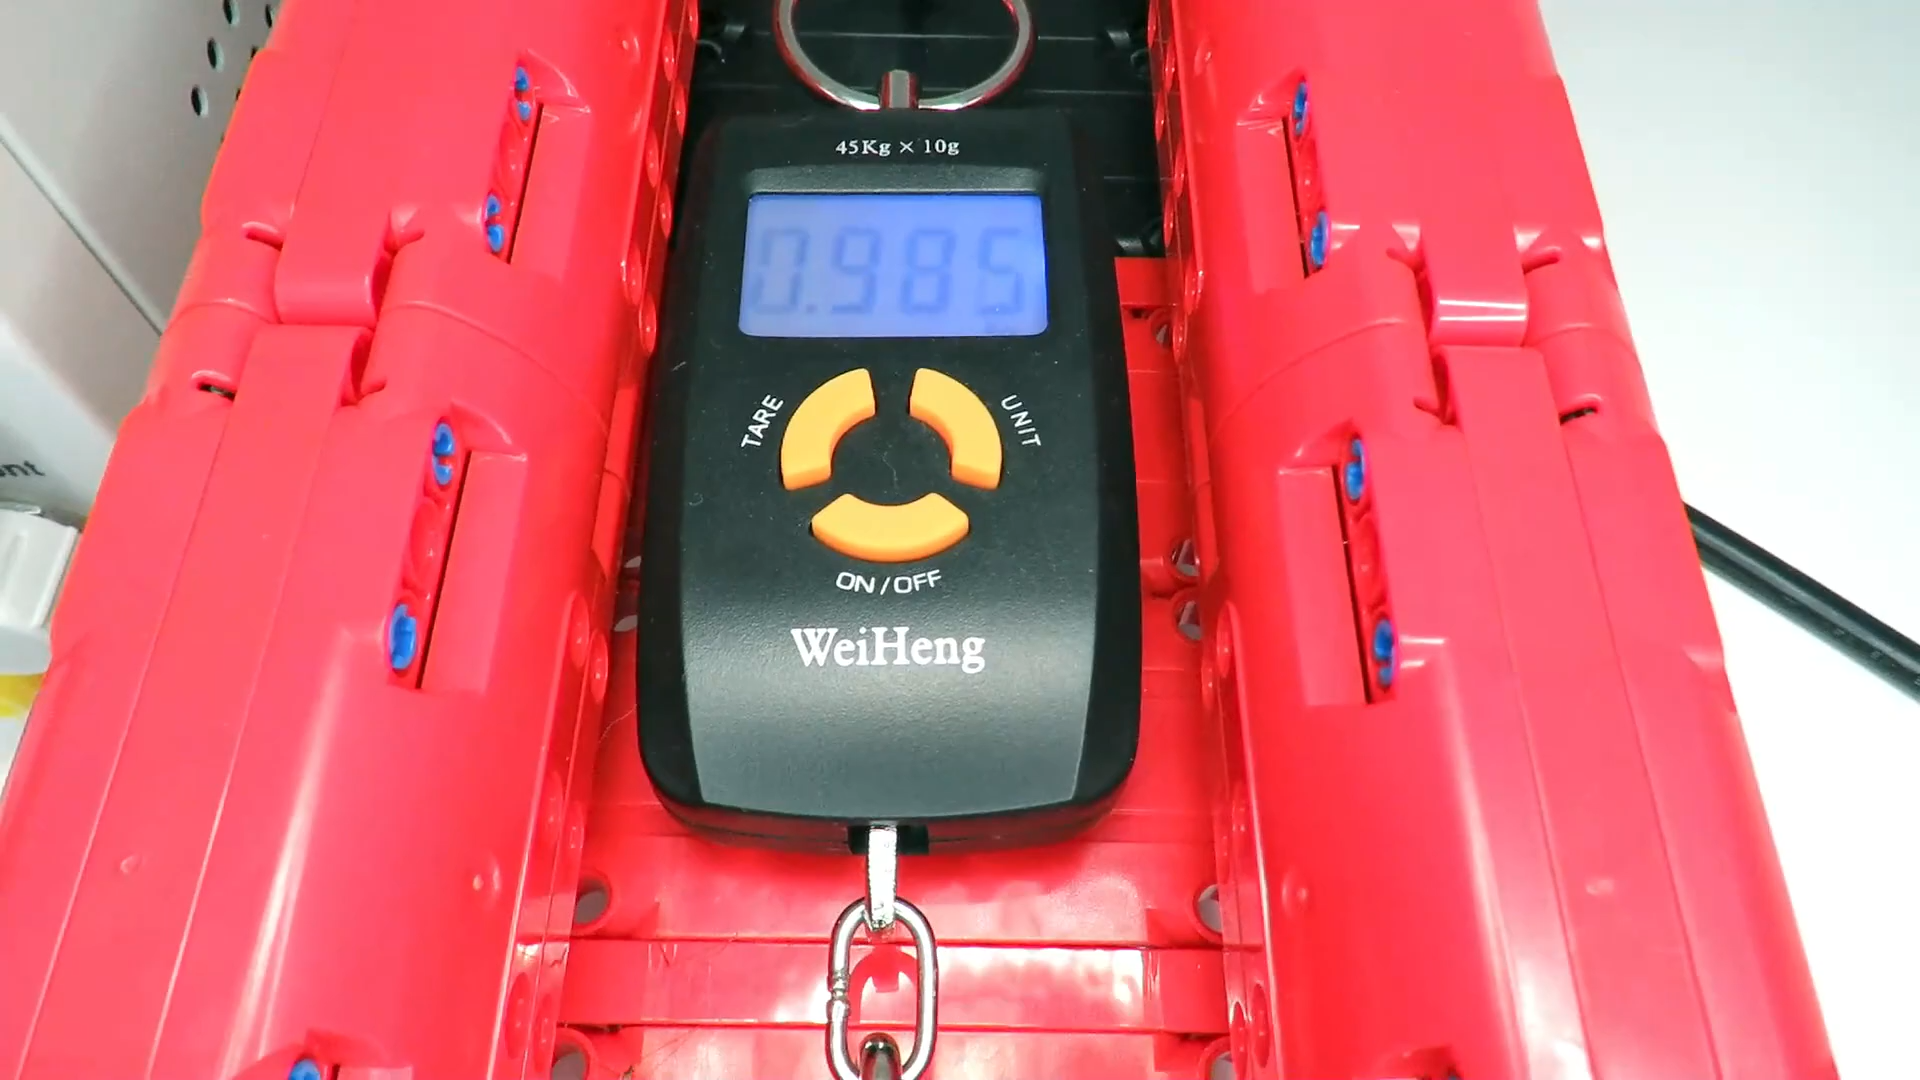 45Kg × 10g
0.985
TARE
UNIT
ON/OFF
WeiHeng